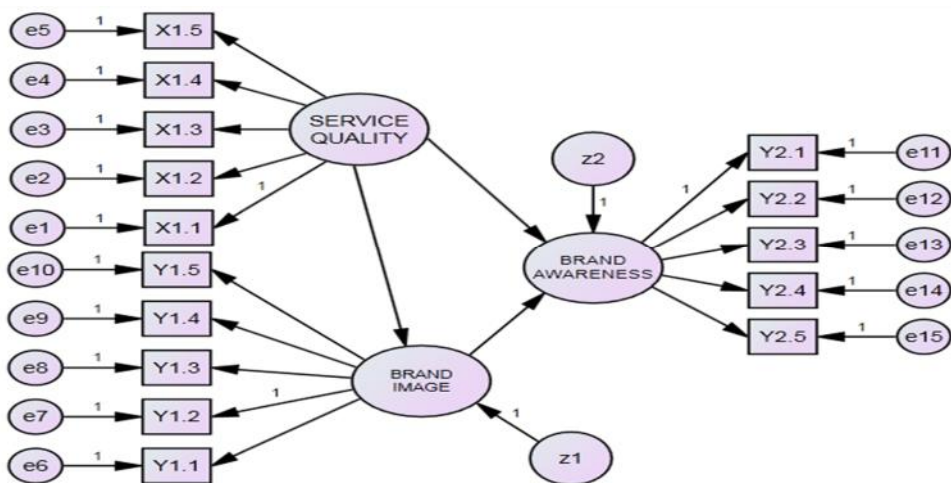 e5 1 X1.5
e4 1 X1.4
e3 1 X1.3
e2 1 X1.2
e1 1 X1.1
SERVICE
QUALITY
1
e10 1 Y1.5
e9 1 Y1.4
e8 1 Y1.3
e7 1 Y1.2
e6 1 Y1.1
BRAND
IMAGE
1
1
z1
z2
1
BRAND
AWARENESS
1
Y2.1 1 e11
Y2.2 1 e12
Y2.3 1 e13
Y2.4 1 e14
Y2.5 1 e15